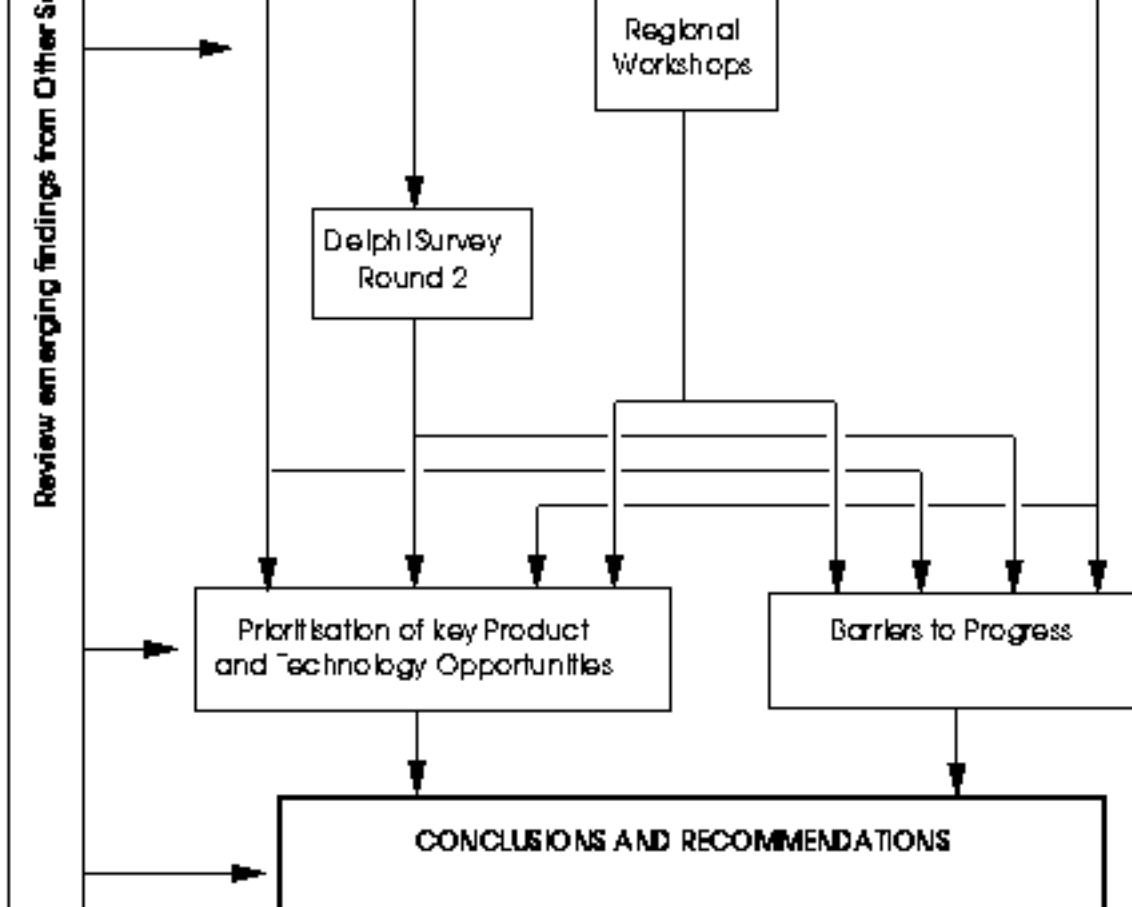 Review emerging findings from Other
Regional
Workshops
Delphi Survey
Round 2
Prioritisation of key Product
and Technology Opportunities
Barriers to Progress
CONCLUSIONS AND RECOMMENDATIONS